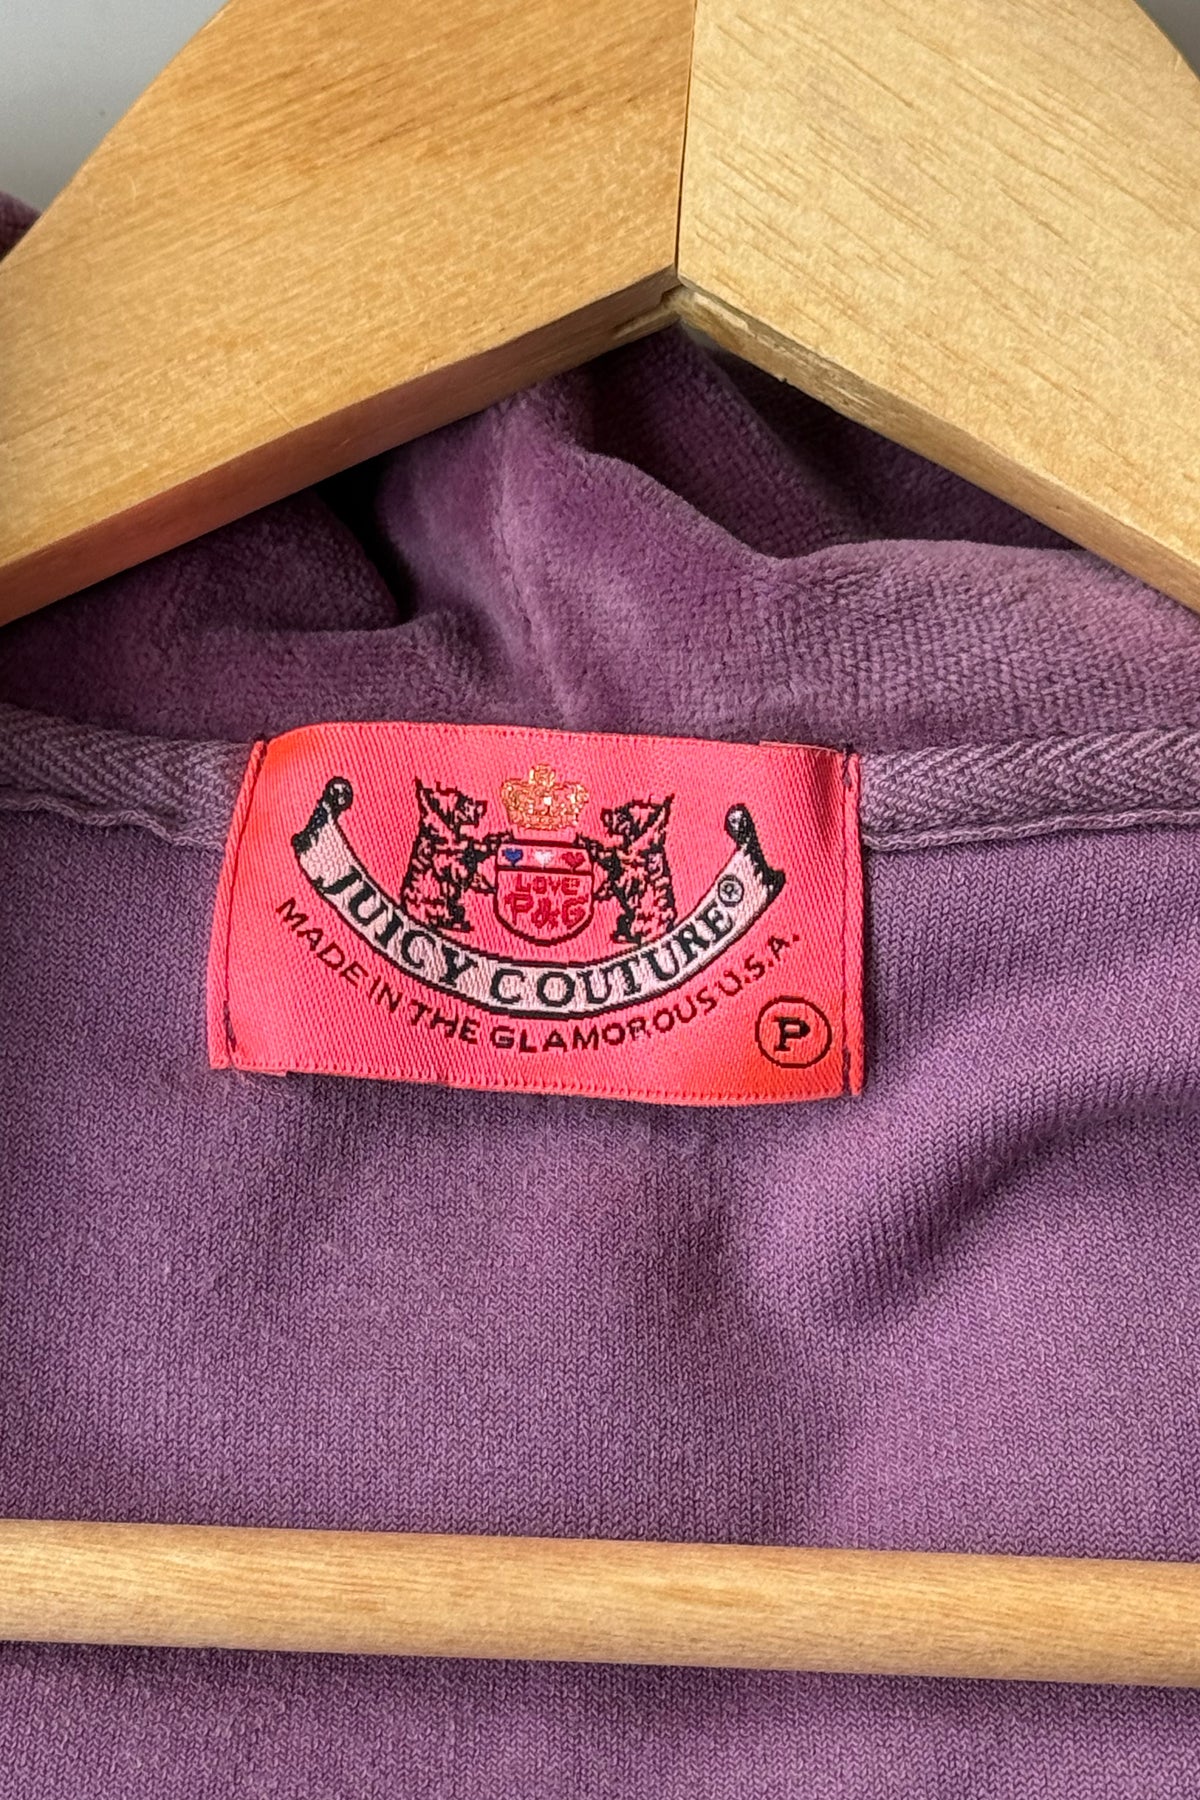 Love
P&G
JUICY COUTURE®
MADE IN THE GLAMOROUS U.S.A.
P